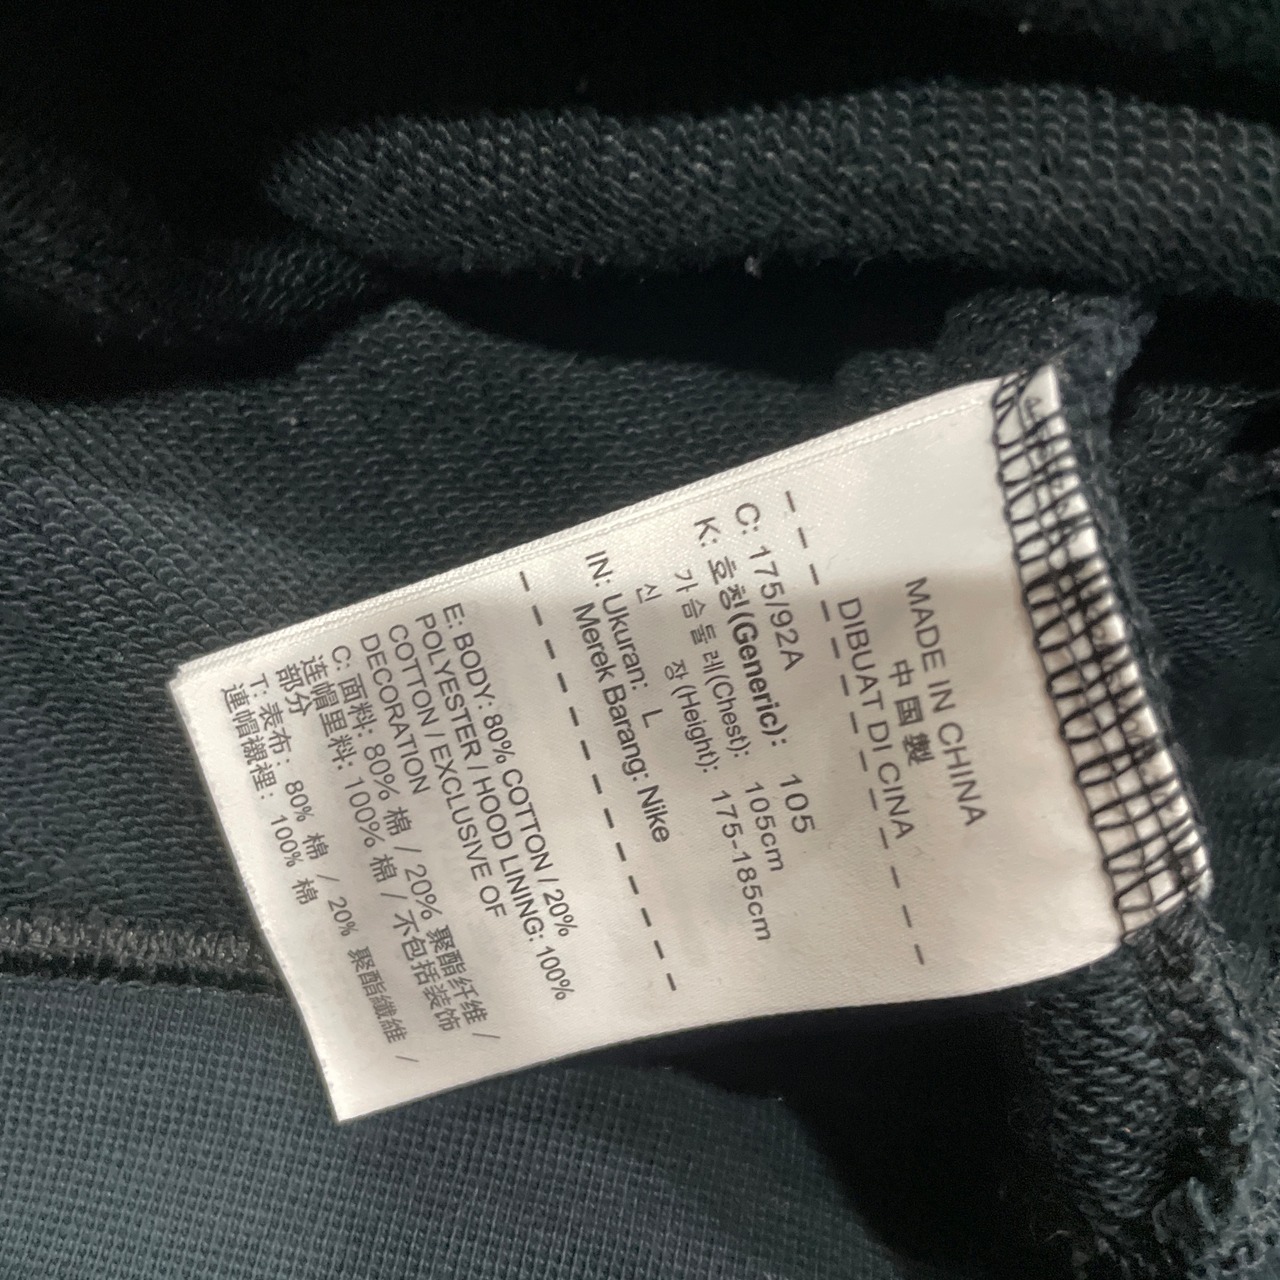 MADE IN CHINA
中国製
DIBUAT DI CINA
C: 175/92A
K: 호칭(Generic): 105
가슴둘레(Chest): 105cm
신 장(Height): 175-185cm
IN: Ukuran: L
Merek Barang: Nike
E: BODY: 80% COTTON / 20%
POLYESTER / HOOD LINING: 100%
COTTON / EXCLUSIVE OF
DECORATION
C: 面料: 80% 棉 / 20% 聚酯纤维 /
连帽里料: 100% 棉 / 不包括装饰
部分
T: 表布: 80% 棉 / 20% 聚酯纖維 /
連帽襯裡: 100% 棉